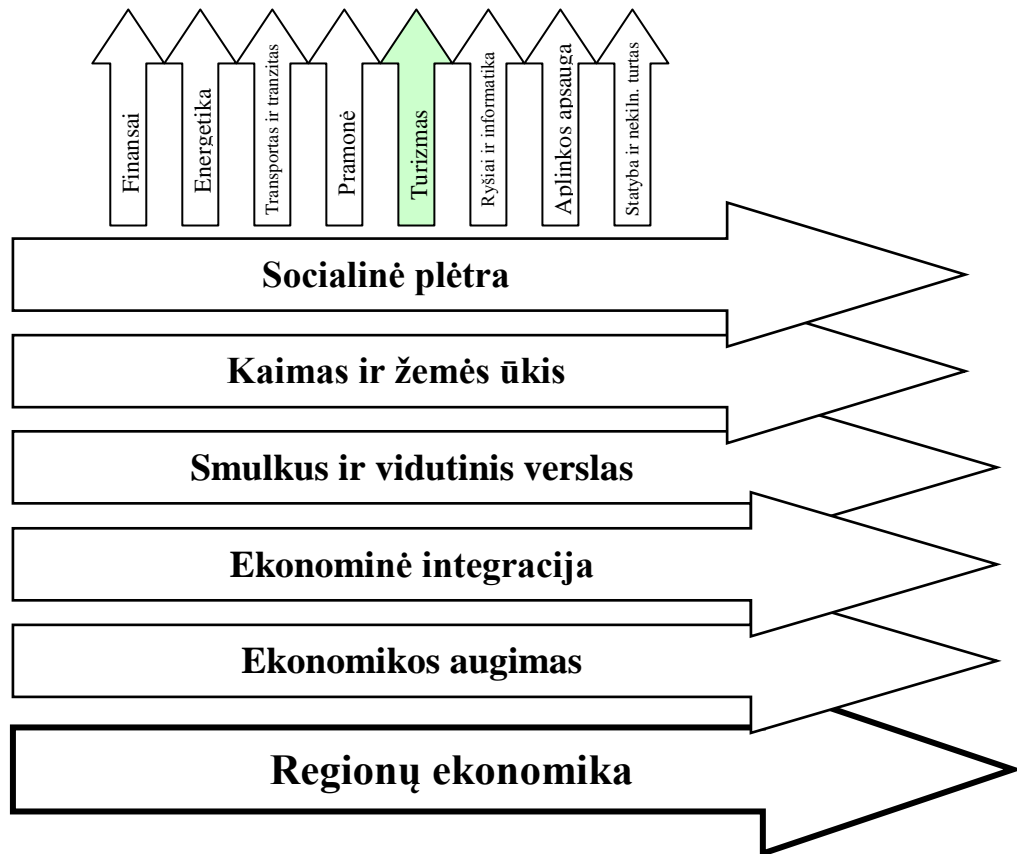 Finansai
Energetika
Transportas ir tranzitas
Pramonė
Turizmas
Ryšiai ir informatika
Aplinkos apsauga
Statyba ir nekiln. turtas
Socialinė plėtra
Kaimas ir žemės ūkis
Smulkus ir vidutinis verslas
Ekonominė integracija
Ekonomikos augimas
Regionų ekonomika